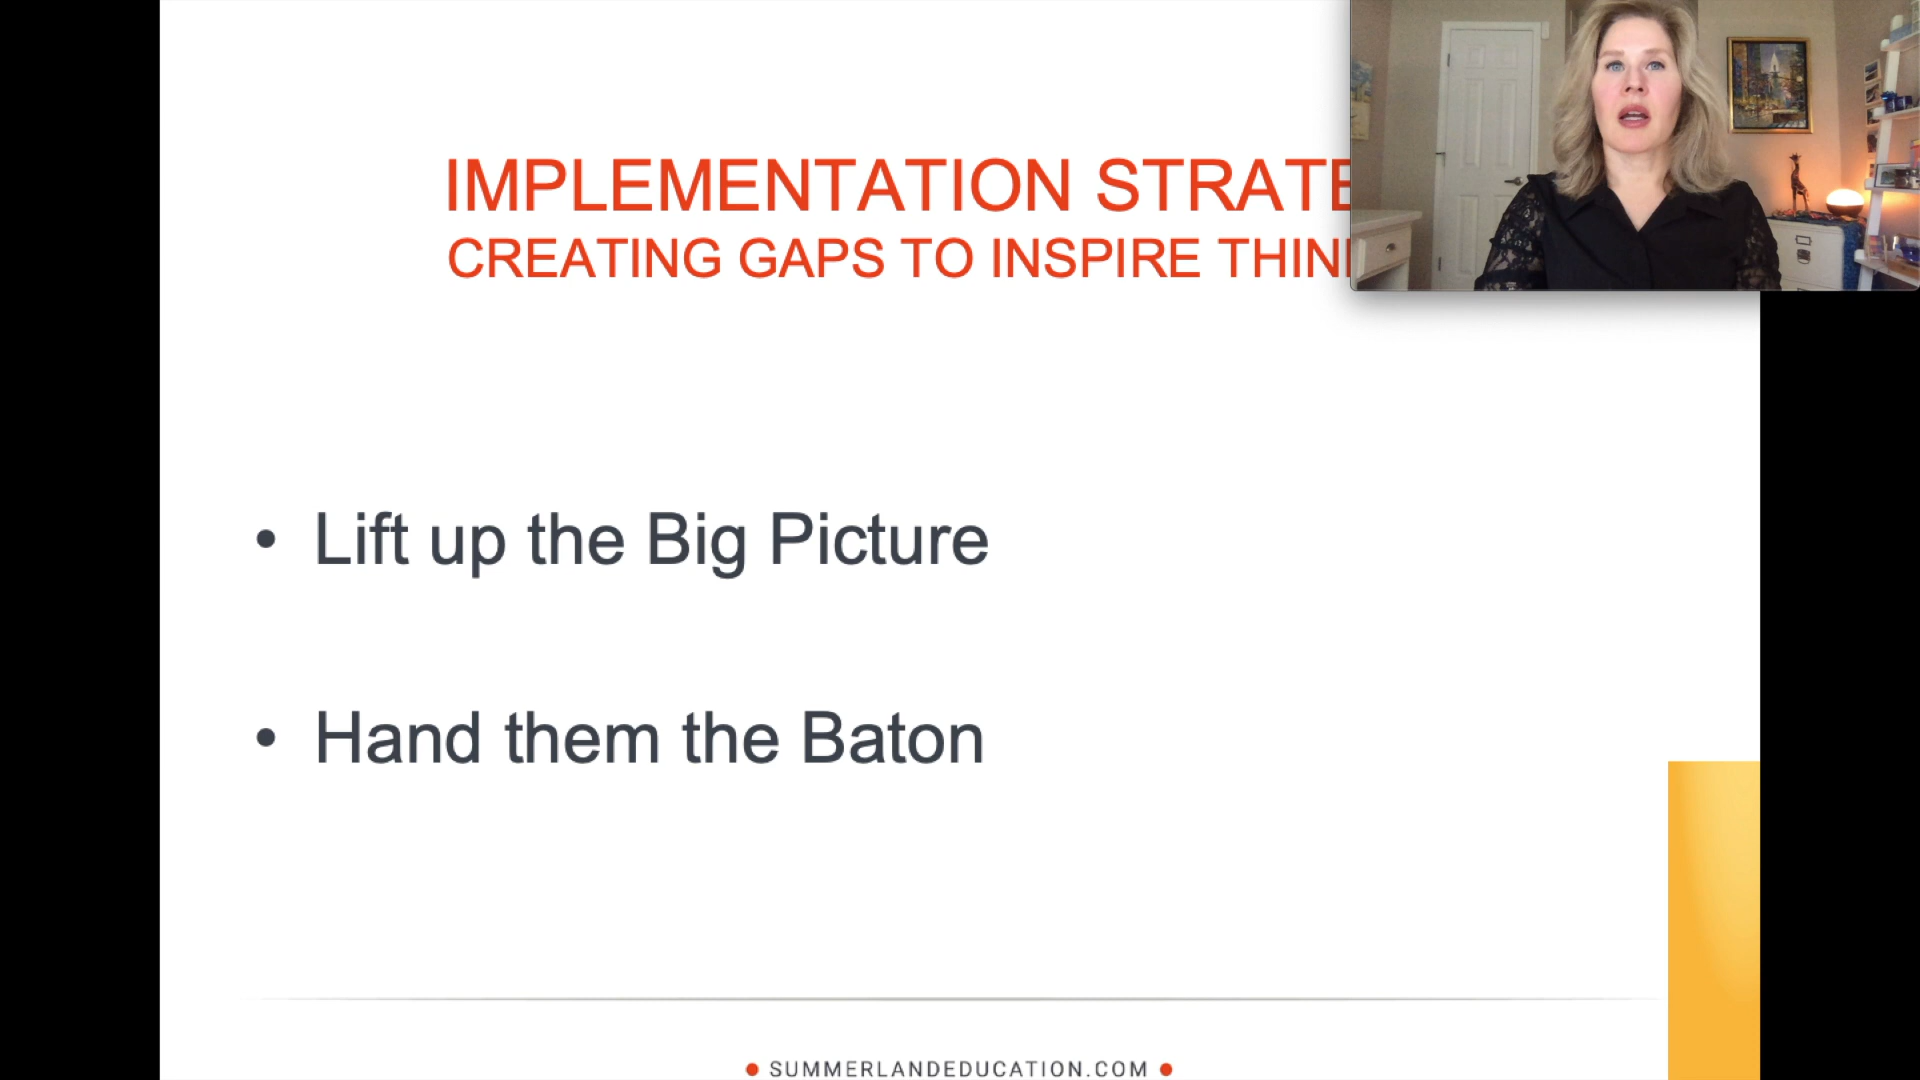 IMPLEMENTATION STRATE
CREATING GAPS TO INSPIRE THIN
• Lift up the Big Picture
• Hand them the Baton
• SUMMERLANDEDUCATION.COM •